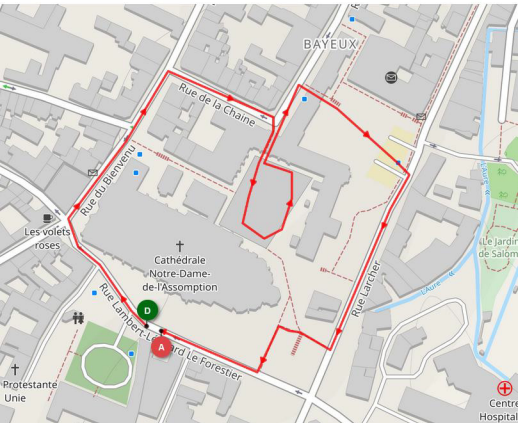 BAYEUX
Rue de la Chaîne
Rue du Bienvenu
Les volets
roses
Cathédrale
Notre-Dame-
de-l'Assomption
Rue Larcher
L'Aure
Le Jardin
de Salom
L'Aure
D
A
Rue Lambert-L
ard Le Forestier
Protestante
Unie
Centre
Hospital